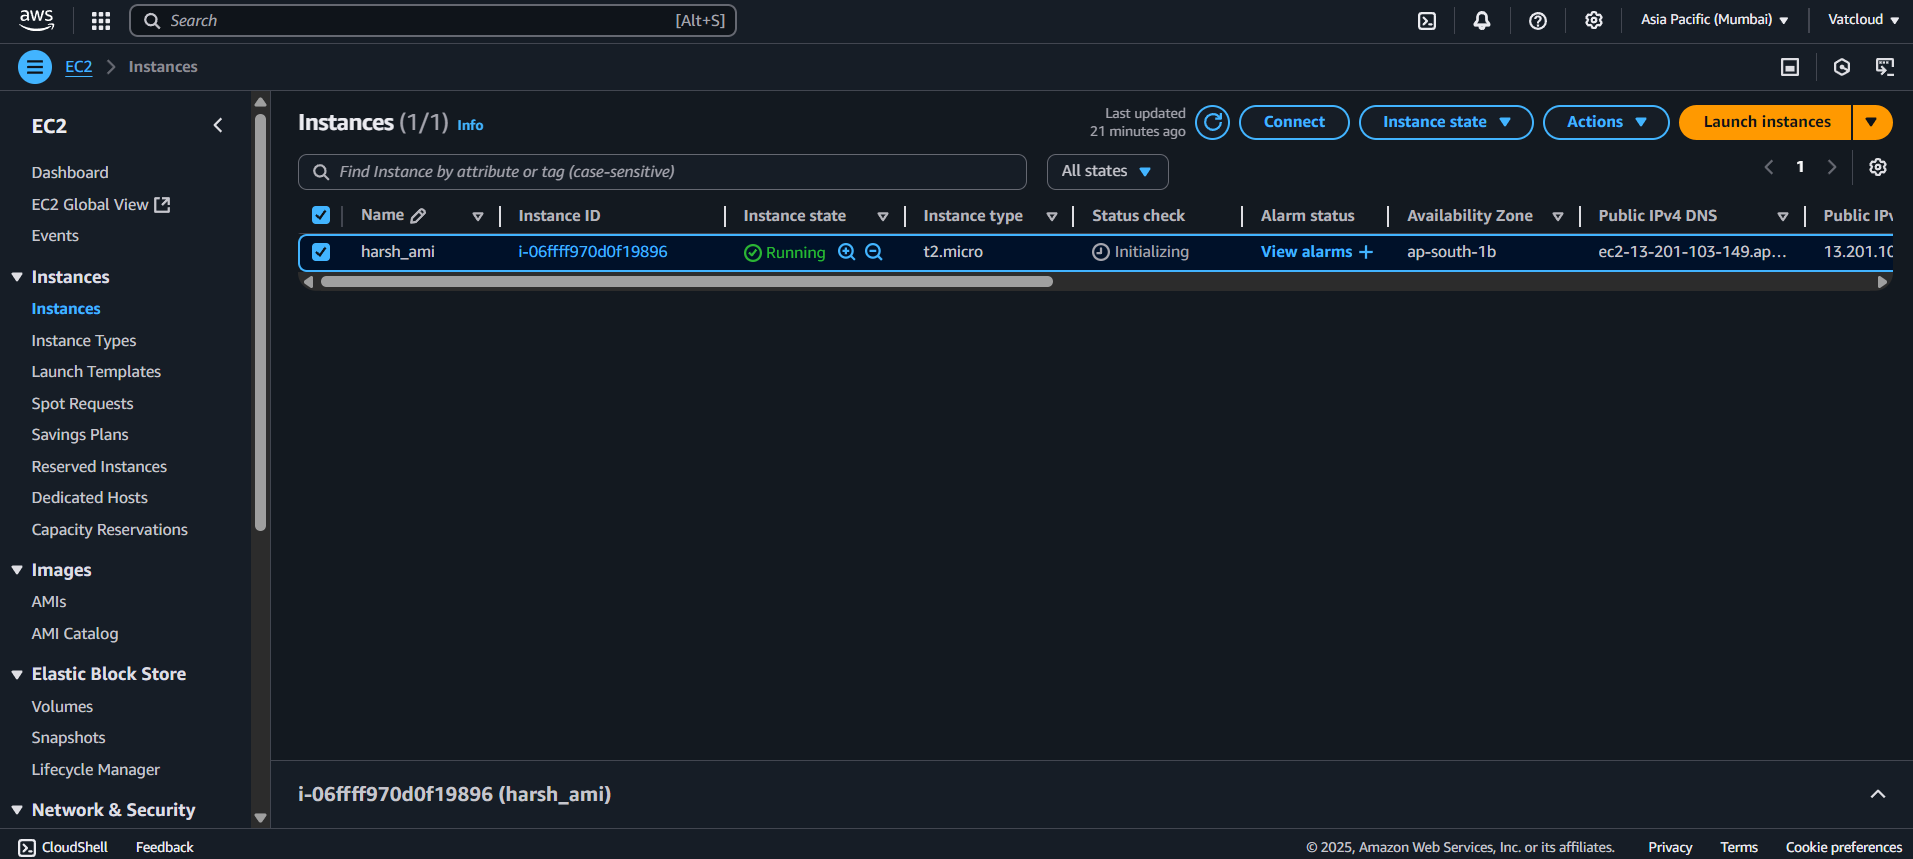 aws Search [Alt+S] Asia Pacific (Mumbai) Vatcloud
EC2 Instances
EC2
Dashboard
EC2 Global View
Events
Instances
Instances
Instance Types
Launch Templates
Spot Requests
Savings Plans
Reserved Instances
Dedicated Hosts
Capacity Reservations
Images
AMIs
AMI Catalog
Elastic Block Store
Volumes
Snapshots
Lifecycle Manager
Network & Security
Instances (1/1) Info
Last updated
21 minutes ago
Connect Instance state Actions Launch instances
Find Instance by attribute or tag (case-sensitive) All states 1
Name Instance ID Instance state Instance type Status check Alarm status Availability Zone Public IPv4 DNS Public IPv
harsh_ami i-06ffff970d0f19896 Running t2.micro Initializing View alarms + ap-south-1b ec2-13-201-103-149.ap... 13.201.10
i-06ffff970d0f19896 (harsh_ami)
CloudShell Feedback © 2025, Amazon Web Services, Inc. or its affiliates. Privacy Terms Cookie preferences